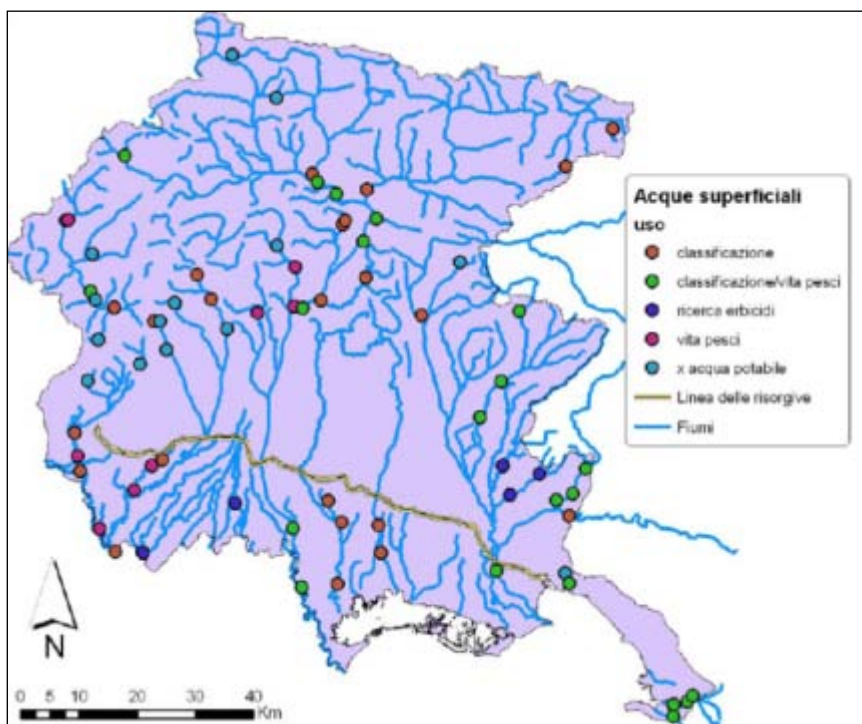 Acque superficiali
uso
classificazione
classificazione/vita pesci
ricerca erbicidi
vita pesci
x acqua potabile
Linea delle risorgive
Fiumi
N
0 5 10 20 30 40
Km